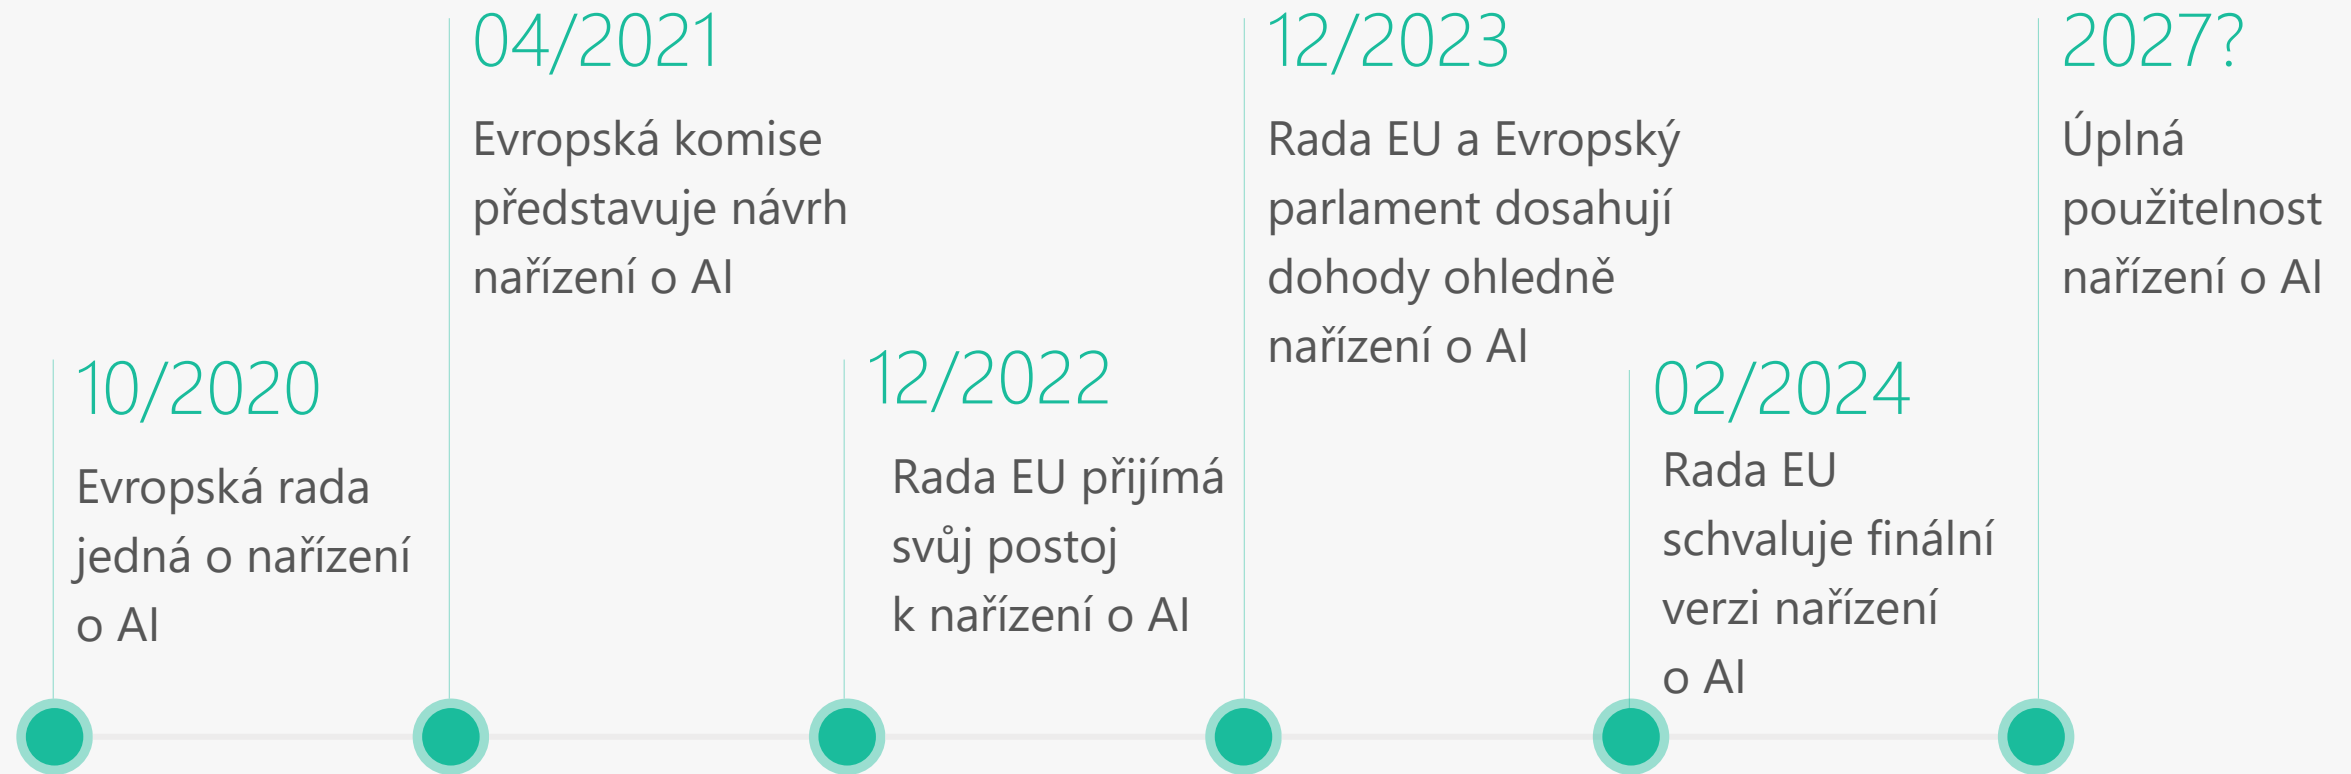 10/2020
Evropská rada
jedná o nařízení
o AI
04/2021
Evropská komise
představuje návrh
nařízení o AI
12/2022
Rada EU přijímá
svůj postoj
k nařízení o AI
12/2023
Rada EU a Evropský
parlament dosahují
dohody ohledně
nařízení o AI
02/2024
Rada EU
schvaluje finální
verzi nařízení
o AI
2027?
Úplná
použitelnost
nařízení o AI